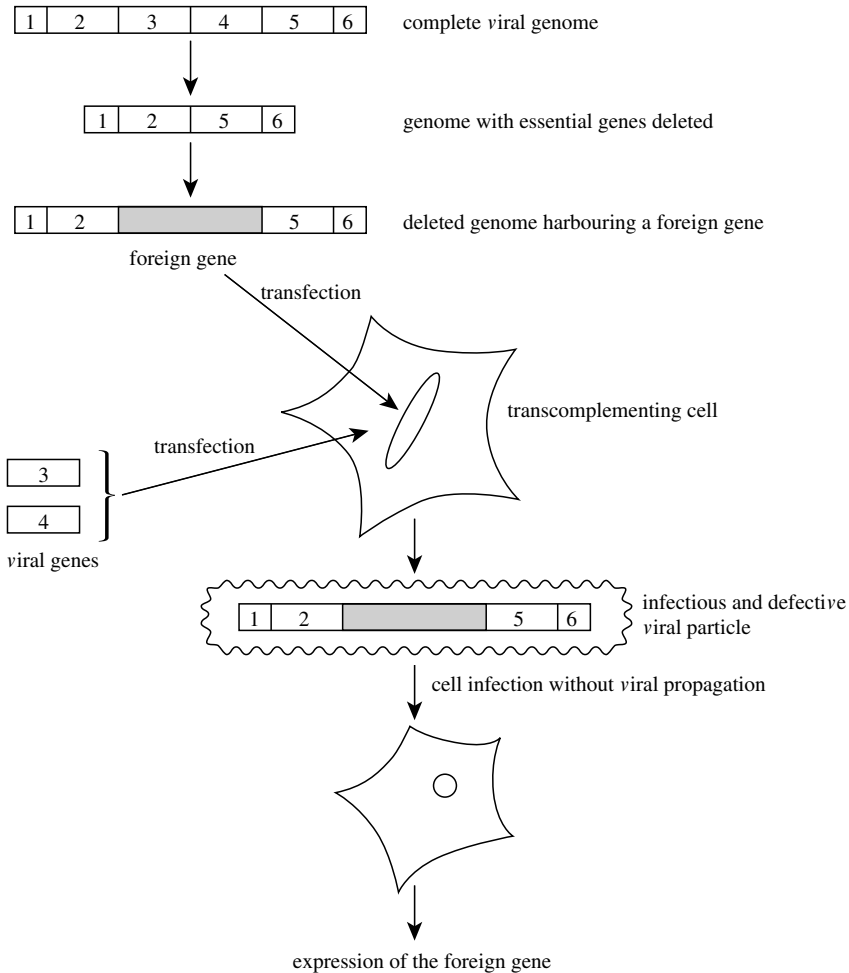 1 2 3 4 5 6 complete viral genome
1 2 5 6 genome with essential genes deleted
1 2 5 6 deleted genome harbouring a foreign gene
foreign gene
transfection
transcomplementing cell
transfection
3
4
viral genes
1 2 5 6
infectious and defective
viral particle
cell infection without viral propagation
expression of the foreign gene